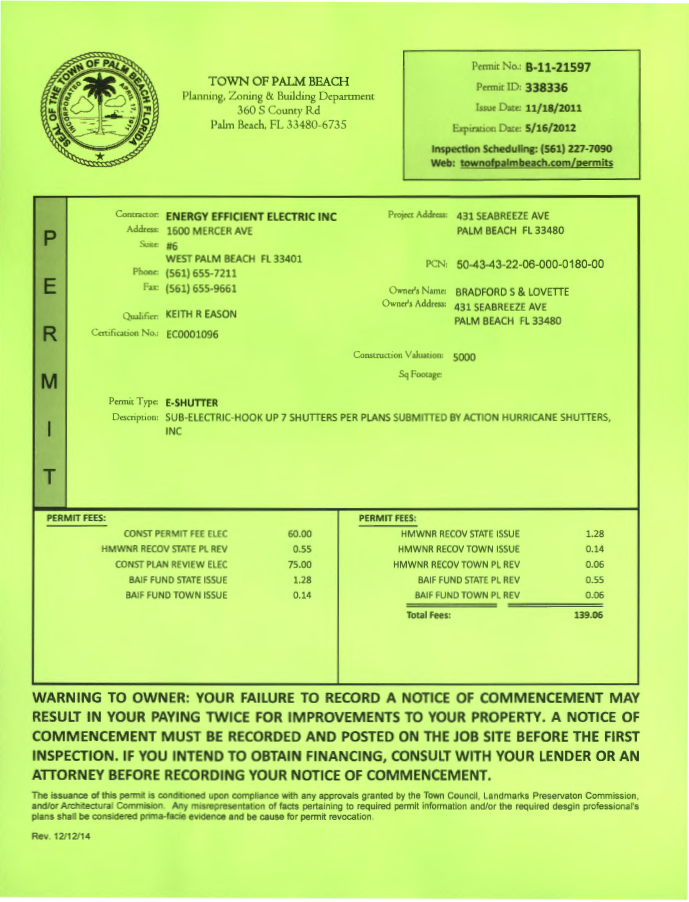 SEAL OF THE TOWN OF PALM BEACH FLORIDA
INCORPORATED APRIL 17, 1911
TOWN OF PALM BEACH
Planning, Zoning & Building Department
360 S County Rd
Palm Beach, FL 33480-6735
Permit No.: B-11-21597
Permit ID: 338336
Issue Date: 11/18/2011
Expiration Date: 5/16/2012
Inspection Scheduling: (561) 227-7090
Web: townofpalmbeach.com/permits
PERMIT
Contractor: ENERGY EFFICIENT ELECTRIC INC
Address: 1600 MERCER AVE
Suite: #6
WEST PALM BEACH FL 33401
Phone: (561) 655-7211
Fax: (561) 655-9661
Qualifier: KEITH R EASON
Certification No.: EC0001096
Project Address: 431 SEABREEZE AVE
PALM BEACH FL 33480
PCN: 50-43-43-22-06-000-0180-00
Owner's Name: BRADFORD S & LOVETTE
Owner's Address: 431 SEABREEZE AVE
PALM BEACH FL 33480
Construction Valuation: 5000
Sq Footage:
Permit Type: E-SHUTTER
Description: SUB-ELECTRIC-HOOK UP 7 SHUTTERS PER PLANS SUBMITTED BY ACTION HURRICANE SHUTTERS,
INC
PERMIT FEES:
CONST PERMIT FEE ELEC 60.00
HMWNR RECOV STATE PL REV 0.55
CONST PLAN REVIEW ELEC 75.00
BAIF FUND STATE ISSUE 1.28
BAIF FUND TOWN ISSUE 0.14
PERMIT FEES:
HMWNR RECOV STATE ISSUE 1.28
HMWNR RECOV TOWN ISSUE 0.14
HMWNR RECOV TOWN PL REV 0.06
BAIF FUND STATE PL REV 0.55
BAIF FUND TOWN PL REV 0.06
Total Fees: 139.06
WARNING TO OWNER: YOUR FAILURE TO RECORD A NOTICE OF COMMENCEMENT MAY
RESULT IN YOUR PAYING TWICE FOR IMPROVEMENTS TO YOUR PROPERTY. A NOTICE OF
COMMENCEMENT MUST BE RECORDED AND POSTED ON THE JOB SITE BEFORE THE FIRST
INSPECTION. IF YOU INTEND TO OBTAIN FINANCING, CONSULT WITH YOUR LENDER OR AN
ATTORNEY BEFORE RECORDING YOUR NOTICE OF COMMENCEMENT.
The issuance of this permit is conditioned upon compliance with any approvals granted by the Town Council, Landmarks Preservaton Commission,
and/or Architectural Commision. Any misrepresentation of facts pertaining to required permit information and/or the required desgin professional's
plans shall be considered prima-facie evidence and be cause for permit revocation.
Rev. 12/12/14